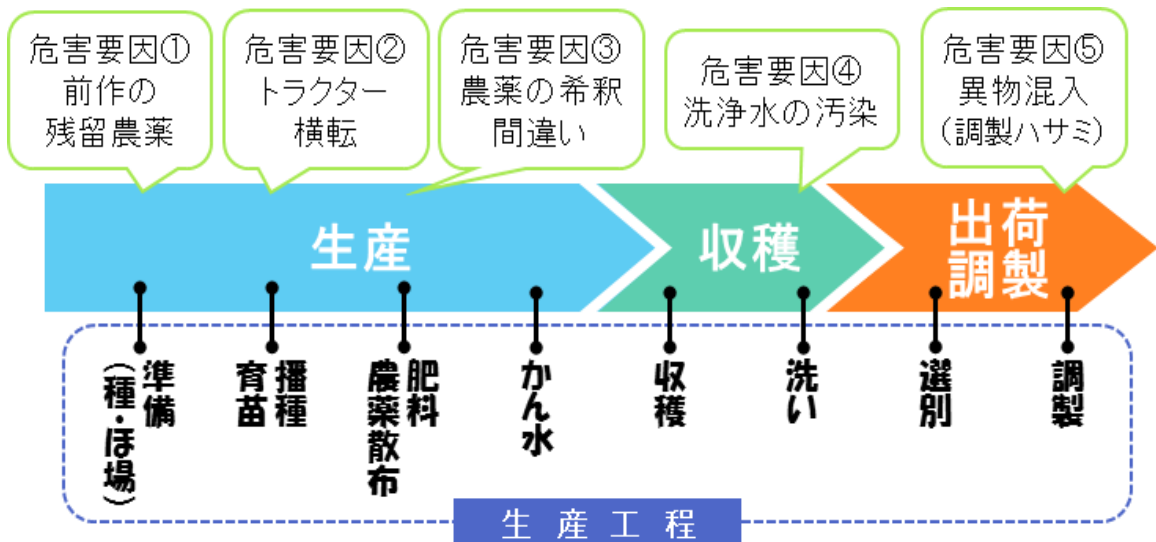 危害要因①
前作の
残留農薬
危害要因②
トラクター
横転
危害要因③
農薬の希釈
間違い
危害要因④
洗浄水の汚染
危害要因⑤
異物混入
(調製ハサミ)
生産
収穫
出荷
調製
準備
(種・ほ場)
播種
育苗
肥料
農薬散布
かん水
収穫
洗い
選別
調製
生産工程